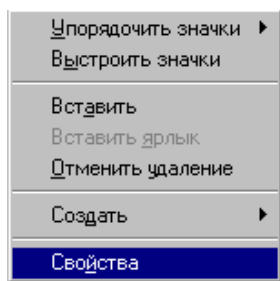 Упорядочить значки
Выстроить значки
Вставить
Вставить ярлык
Отменить удаление
Создать
Свойства